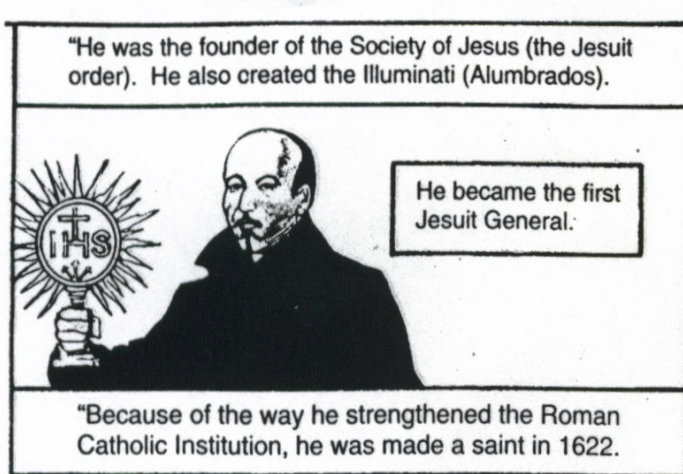 "He was the founder of the Society of Jesus (the Jesuit
order). He also created the Illuminati (Alumbrados).
He became the first
Jesuit General.
IHS
"Because of the way he strengthened the Roman
Catholic Institution, he was made a saint in 1622.